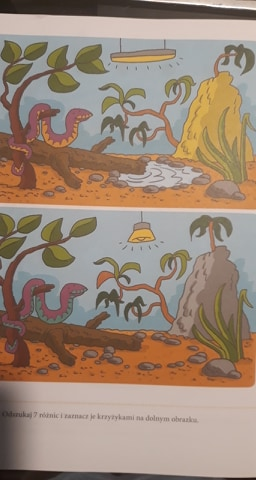 Odszukaj 7 różnic i zaznacz je krzyżykami na dolnym obrazku.